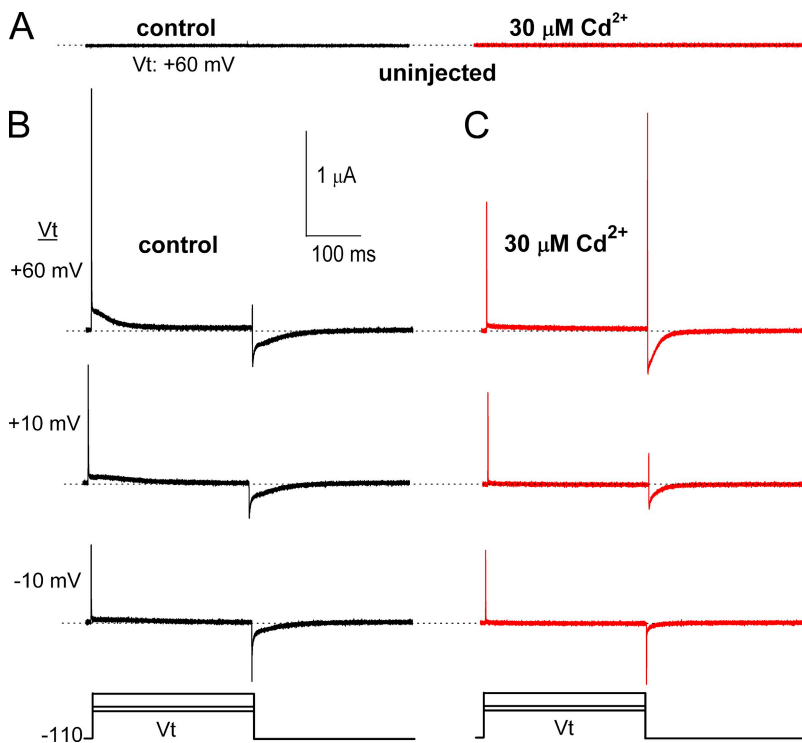 A
control
30 μM Cd2+
Vt: +60 mV
uninjected
B
C
1 μA
100 ms
Vt
control
30 μM Cd2+
+60 mV
+10 mV
-10 mV
-110
Vt
Vt